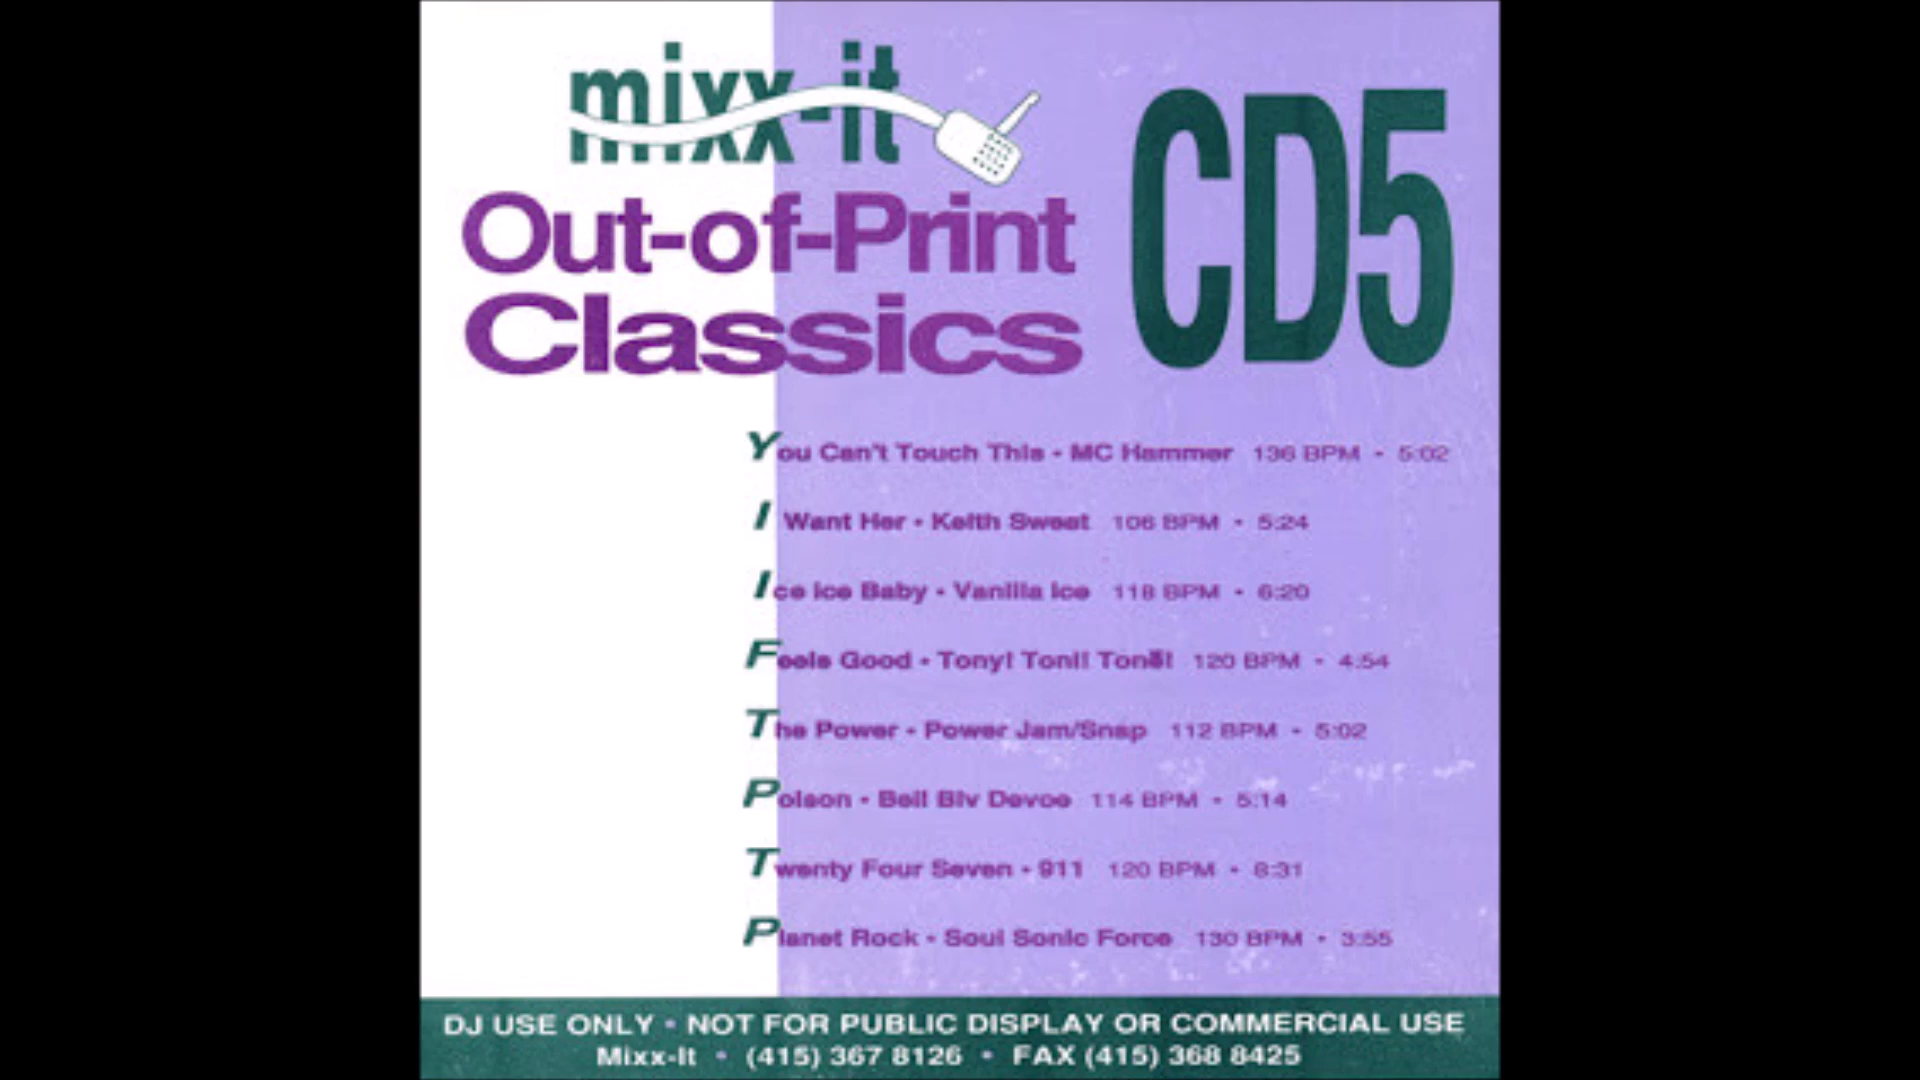 mixx-it
Out-of-Print
Classics
CD5
You Can't Touch This - MC Hammer 136 BPM • 5:02
I Want Her - Keith Sweat 106 BPM • 5:24
Ice Ice Baby - Vanilla Ice 118 BPM • 6:20
Feels Good - Tony! Toni! Toné! 120 BPM • 4:54
The Power - Power Jam/Snap 112 BPM • 5:02
Poison - Bell Biv Devoe 114 BPM • 5:14
Twenty Four Seven - 911 120 BPM • 6:31
Planet Rock - Soul Sonic Force 130 BPM • 3:55
DJ USE ONLY • NOT FOR PUBLIC DISPLAY OR COMMERCIAL USE
Mixx-It • (415) 367 8126 • FAX (415) 368 8425